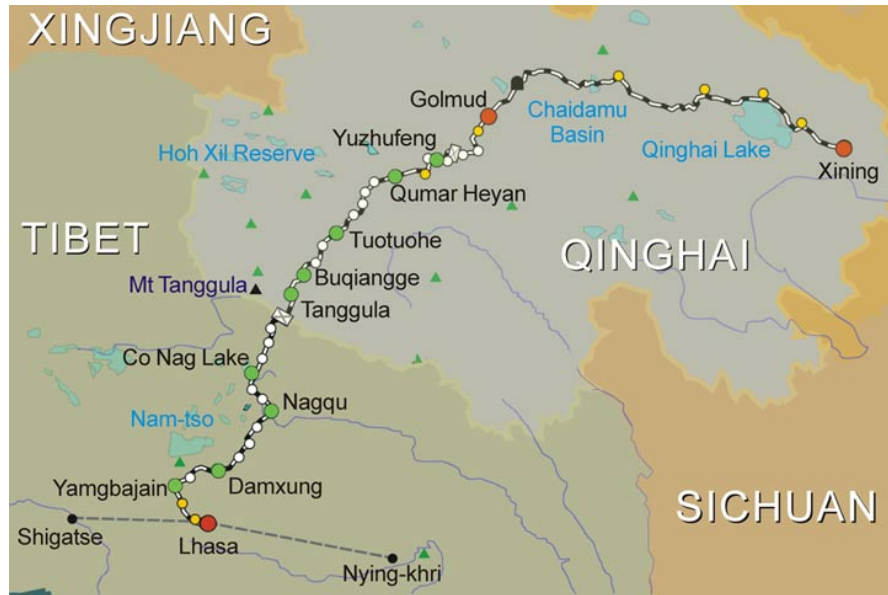 XINGJIANG
Golmud
Chaidamu
Basin
Yuzhufeng
Hoh Xil Reserve
Qinghai Lake
Xining
Qumar Heyan
TIBET
Tuotuohe
QINGHAI
Buqiangge
Mt Tanggula
Tanggula
Co Nag Lake
Nagqu
Nam-tso
Yamgbajain
Damxung
SICHUAN
Shigatse
Lhasa
Nying-khri